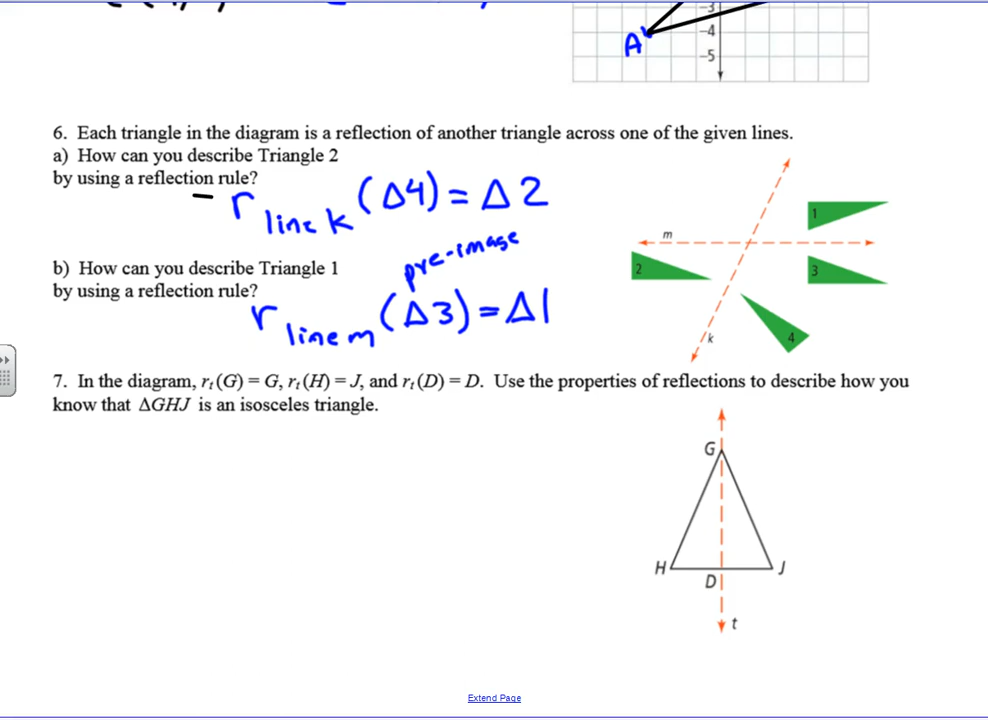 -3
-4
-5
A'
6. Each triangle in the diagram is a reflection of another triangle across one of the given lines.
a) How can you describe Triangle 2
by using a reflection rule?
r line k (Δ4) = Δ2
b) How can you describe Triangle 1
by using a reflection rule?
pre-image
r line m (Δ3) = Δ1
1
m
2
3
k
4
7. In the diagram, rₜ(G) = G, rₜ(H) = J, and rₜ(D) = D. Use the properties of reflections to describe how you
know that ΔGHJ is an isosceles triangle.
G
H
J
D
t
Extend Page